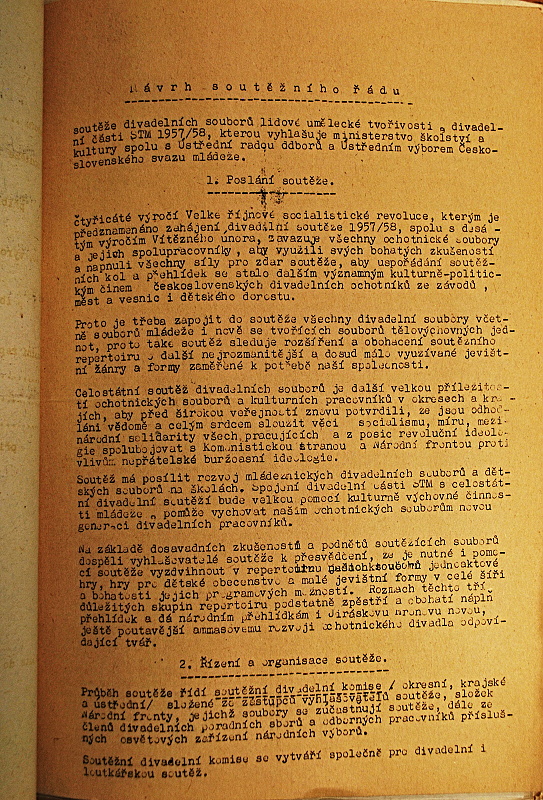 Návrh soutěžního řádu
soutěže divadelních souborů lidové umělecké tvořivosti a divadel-
ní části STM 1957/58, kterou vyhlašuje ministerstvo školství a
kultury spolu s Ústřední radou odborů a Ústředním výborem Česko-
slovenského svazu mládeže.
1. Poslání soutěže.
Čtyřicáté výročí Velké říjnové socialistické revoluce, kterým je
předznamenáno zahájení divadelní soutěže 1957/58, spolu s desá -
tým výročím Vítězného února, zavazuje všechny ochotnické soubory
a jejich spolupracovníky, aby využili svých bohatých zkušeností
a napnuli všechny síly pro zdar soutěže, aby uspořádání soutěž-
ních kol a přehlídek se stalo dalším významným kulturně-politic-
kým činem československých divadelních ochotníků ze závodů ,
měst a vesnic i dětského dorostu.
Proto je třeba zapojit do soutěže všechny divadelní soubory včet-
ně souborů mládeže i nově se tvořících souborů tělovýchovných jed-
not, proto také soutěž sleduje rozšíření a obohacení soutěžního
repertoiru o další nejrozmanitější a dosud málo využívané jevišt-
ní žánry a formy zaměřené k potřebě naší společnosti.
Celostátní soutěž divadelních souborů je další velkou příležitos-
tí ochotnických souborů a kulturních pracovníků v okresech a kra -
jích, aby před širokou veřejností znovu potvrdili, že jsou odhod-
láni vědomě a celým srdcem sloužit věci socialismu, míru, mezi-
národní solidarity všech pracujících a z posic revoluční ideolo-
gie spolubojovat s Komunistickou stranou a Národní frontou proti
vlivům nepřátelské buržoasní ideologie.
Soutěž má posílit rozvoj mládežnických divadelních souborů a dět-
ských souborů na školách. Spojení divadelní části STM s celostát-
ní divadelní soutěží bude velkou pomocí kulturně výchovné činnos-
ti mládeže a pomůže vychovat našim ochotnickým souborům novou
generaci divadelních pracovníků.
Na základě dosavadních zkušeností a podnětů soutěžících souborů
dospěli vyhlašovatelé soutěže k přesvědčení, že je nutné i pomo-
cí soutěže vyzdvihnout v repertoiru jednoaktové
hry, hry pro dětské obecenstvo a malé jevištní formy v celé šíři
a bohatosti jejich programových možností. Rozmach těchto tří
důležitých skupin repertoiru podstatně zpestří a obohatí náplň
přehlídek a dá národním přehlídkám i Jiráskovu Hronovu novou,
ještě poutavější a masovému rozvoji ochotnického divadla odpoví-
dající tvář.
2. Řízení a organisace soutěže.
Průběh soutěže řídí soutěžní divadelní komise / okresní, krajské
a ústřední/ složené ze zástupců vyhlašovatelů soutěže, složek
Národní fronty, jejichž soubory se zúčastňují soutěže, dále ze
členů divadelních poradních sborů a odborných pracovníků přísluš-
ných osvětových zařízení národních výborů.
Soutěžní divadelní komise se vytváří společně pro divadelní i
loutkářskou soutěž.